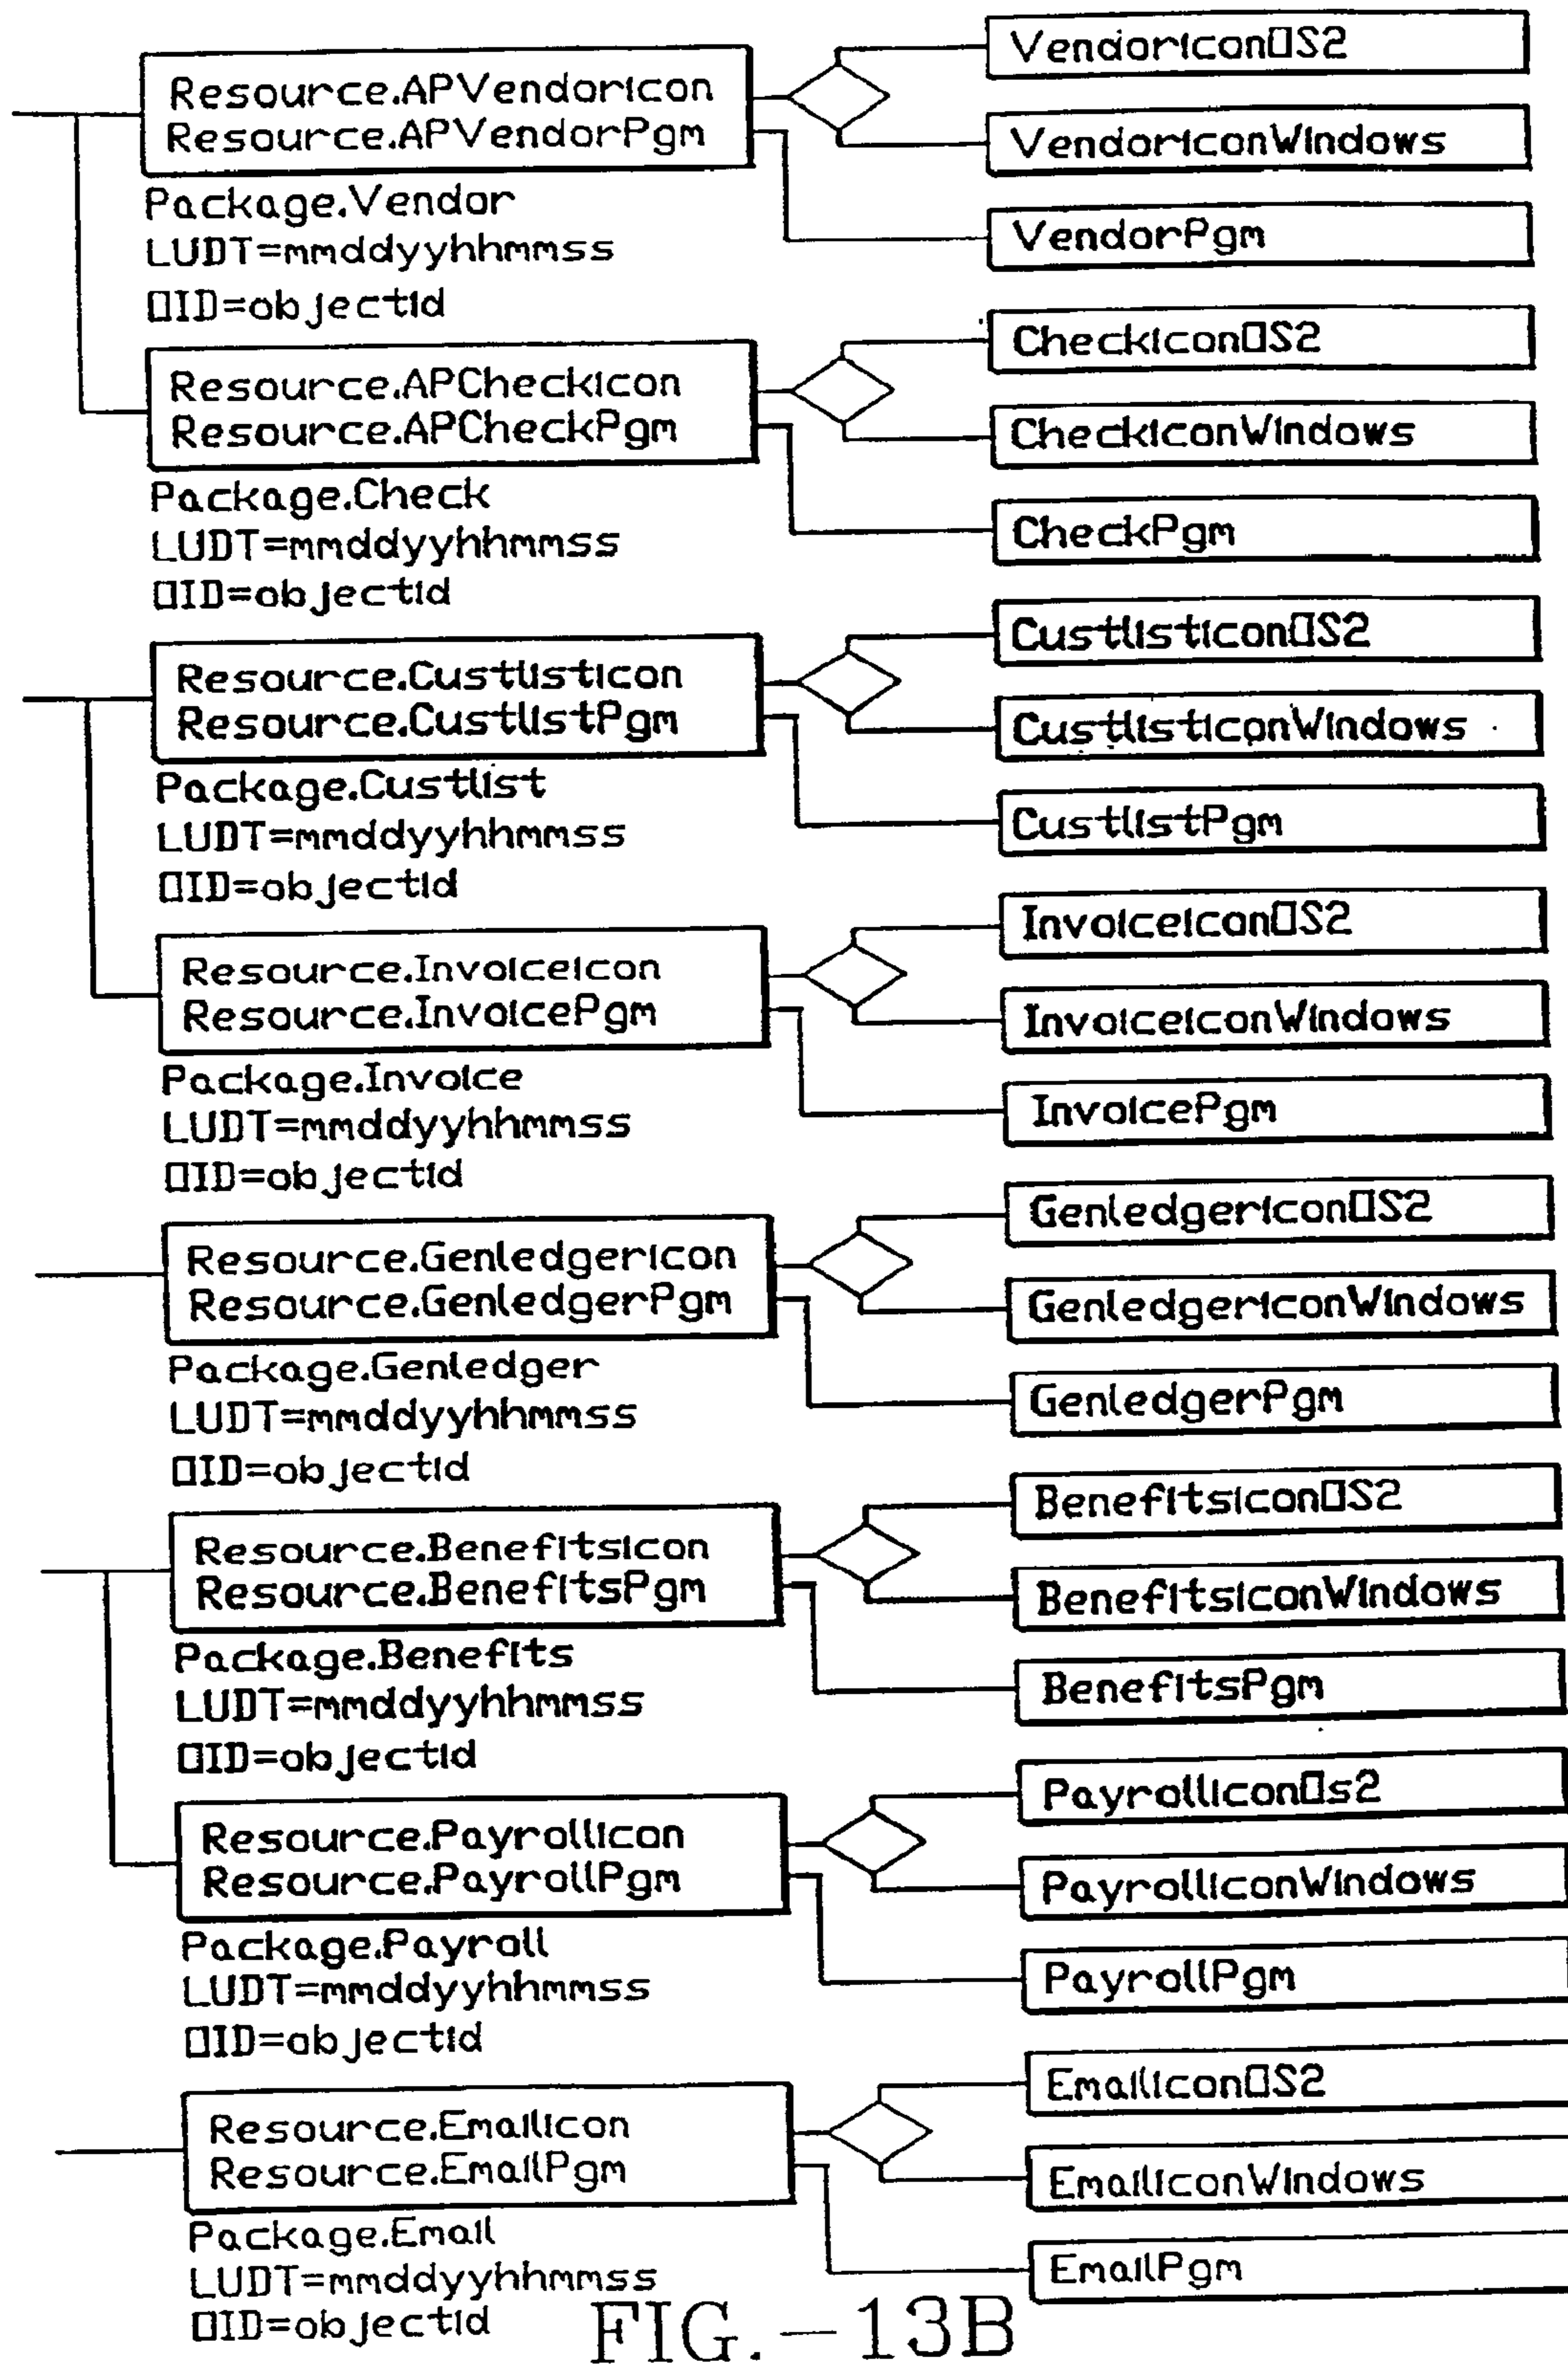 VendoriconOS2
Resource.APVendoricon
Resource.APVendorPgm
VendoriconWindows
Package.Vendor
VendorPgm
LUDT=mmddyyhhmmss
OID=objectid
CheckiconOS2
Resource.APCheckicon
Resource.APCheckPgm
CheckiconWindows
Package.Check
CheckPgm
LUDT=mmddyyhhmmss
OID=objectid
CustlisticonOS2
Resource.Custlisticon
Resource.CustlistPgm
CustlisticonWindows
Package.Custlist
CustlistPgm
LUDT=mmddyyhhmmss
OID=objectid
InvoiceiconOS2
Resource.Invoiceicon
Resource.InvoicePgm
InvoiceiconWindows
Package.Invoice
InvoicePgm
LUDT=mmddyyhhmmss
OID=objectid
GenledgericonOS2
Resource.Genledgericon
Resource.GenledgerPgm
GenledgericonWindows
Package.Genledger
GenledgerPgm
LUDT=mmddyyhhmmss
OID=objectid
BenefitsiconOS2
Resource.Benefitsicon
Resource.BenefitsPgm
BenefitsiconWindows
Package.Benefits
BenefitsPgm
LUDT=mmddyyhhmmss
OID=objectid
PayrolliconOs2
Resource.Payrollicon
Resource.PayrollPgm
PayrolliconWindows
Package.Payroll
PayrollPgm
LUDT=mmddyyhhmmss
OID=objectid
EmailiconOS2
Resource.Emailicon
Resource.EmailPgm
EmailiconWindows
Package.Email
EmailPgm
LUDT=mmddyyhhmmss
OID=objectid
FIG.-13B